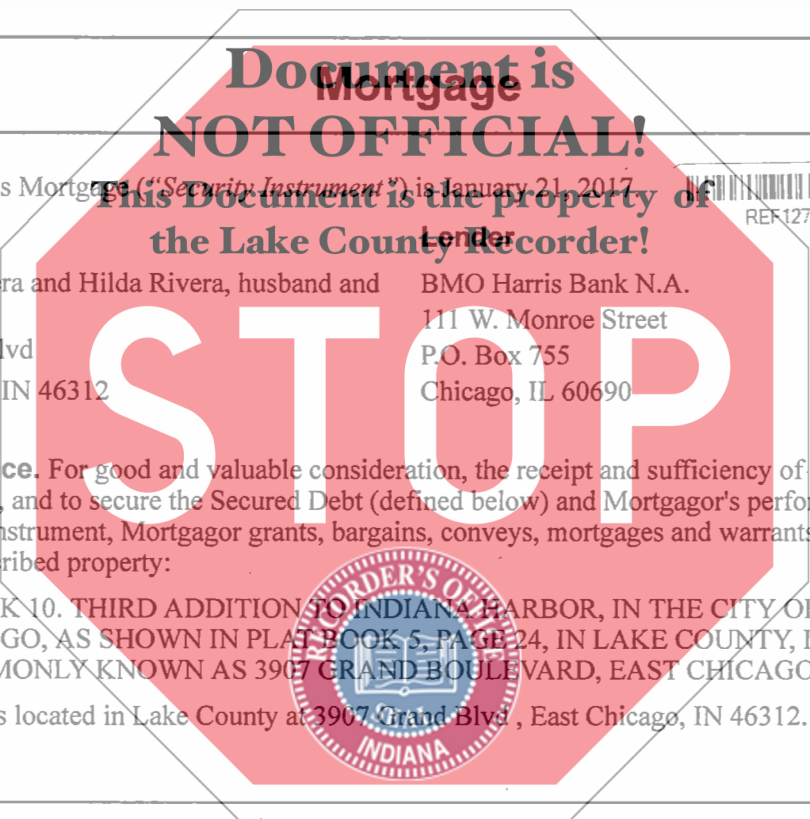 Document is
Mortgage
NOT OFFICIAL!
s Mortgage ("Security Instrument") is January 21, 2017.
This Document is the property of
REF127
the Lake County Recorder!
Lender
era and Hilda Rivera, husband and BMO Harris Bank N.A.
111 W. Monroe Street
lvd P.O. Box 755
IN 46312 Chicago, IL 60690
STOP
ce. For good and valuable consideration, the receipt and sufficiency of
, and to secure the Secured Debt (defined below) and Mortgagor's perfor
nstrument, Mortgagor grants, bargains, conveys, mortgages and warrants
ribed property:
K 10. THIRD ADDITION TO INDIANA HARBOR, IN THE CITY OF
GO, AS SHOWN IN PLAT BOOK 5, PAGE 24, IN LAKE COUNTY, I
MONLY KNOWN AS 3907 GRAND BOULEVARD, EAST CHICAGO
s located in Lake County at 3907 Grand Blvd , East Chicago, IN 46312.
RECORDER'S OFFICE
INDIANA